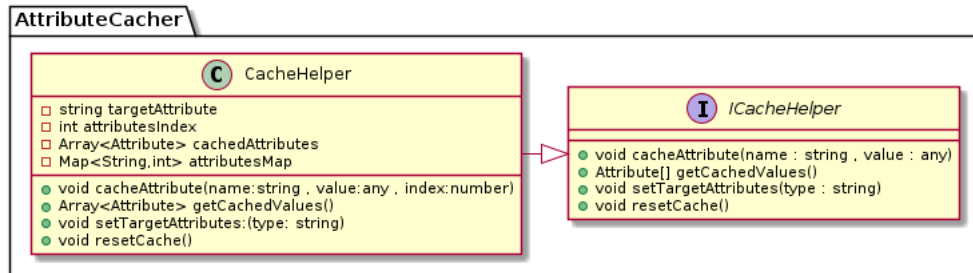 AttributeCacher
C CacheHelper
string targetAttribute
int attributesIndex
Array<Attribute> cachedAttributes
Map<String,int> attributesMap
void cacheAttribute(name:string , value:any , index:number)
Array<Attribute> getCachedValues()
void setTargetAttributes:(type: string)
void resetCache()
I ICacheHelper
void cacheAttribute(name : string , value : any)
Attribute[] getCachedValues()
void setTargetAttributes(type : string)
void resetCache()